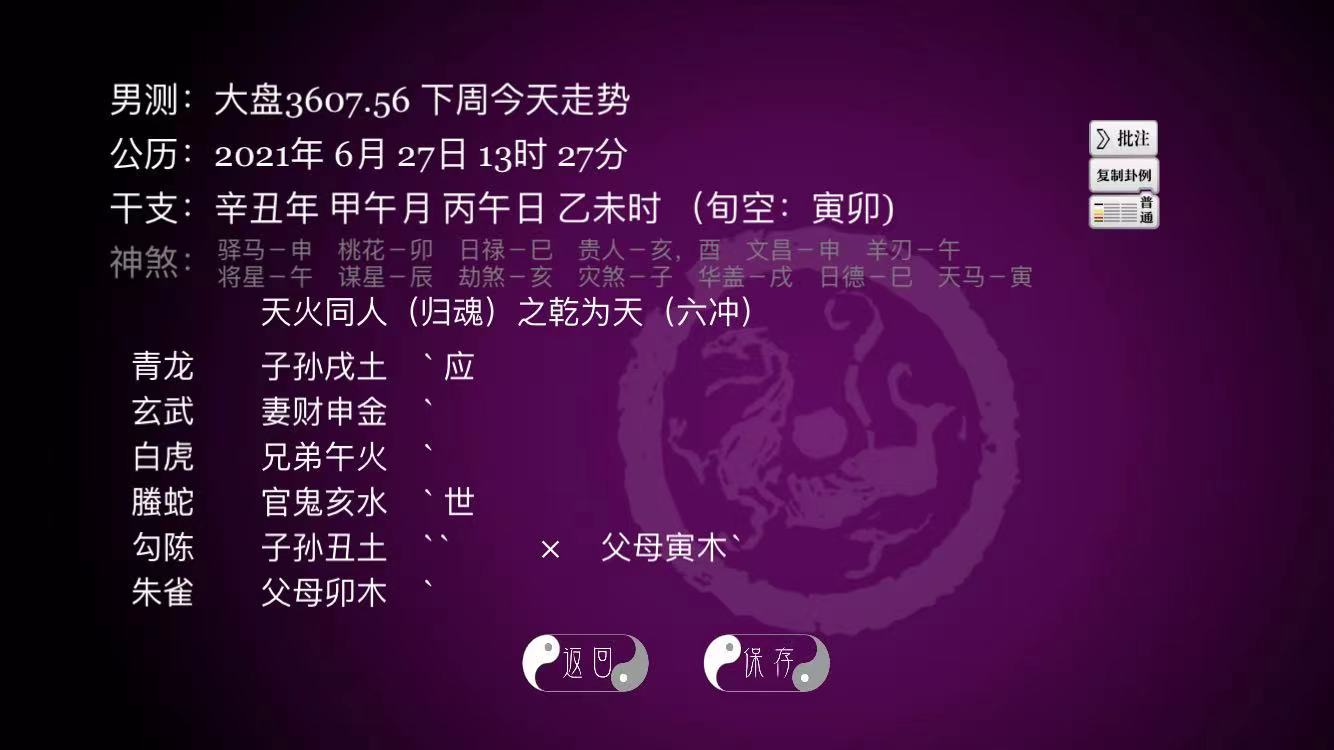 男测：大盘3607.56 下周今天走势
公历：2021年 6月 27日 13时 27分
干支：辛丑年 甲午月 丙午日 乙未时 （旬空：寅卯)
神煞：驿马－申 桃花－卯 日禄－巳 贵人－亥，酉 文昌－申 羊刃－午
将星－午 谋星－辰 劫煞－亥 灾煞－子 华盖－戌 日德－巳 天马－寅
天火同人（归魂）之乾为天（六冲）
青龙 子孙戌土 ` 应
玄武 妻财申金 `
白虎 兄弟午火 `
螣蛇 官鬼亥水 ` 世
勾陈 子孙丑土 `` × 父母寅木`
朱雀 父母卯木 `
批注
复制卦例
普通
返回 保存